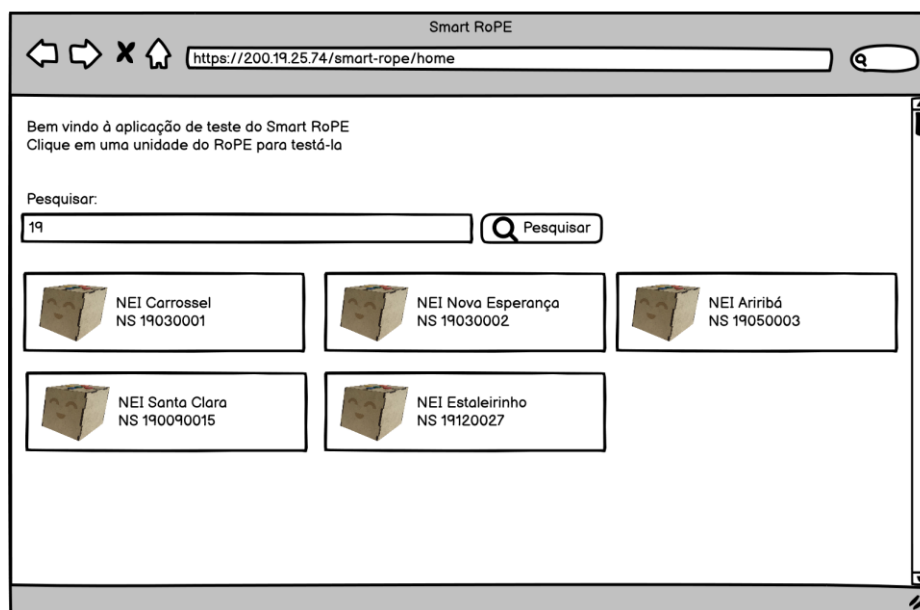 Smart RoPE
https://200.19.25.74/smart-rope/home
Bem vindo à aplicação de teste do Smart RoPE
Clique em uma unidade do RoPE para testá-la
Pesquisar:
19
Pesquisar
NEI Carrossel
NS 19030001
NEI Nova Esperança
NS 19030002
NEI Ariribá
NS 19050003
NEI Santa Clara
NS 190090015
NEI Estaleirinho
NS 19120027